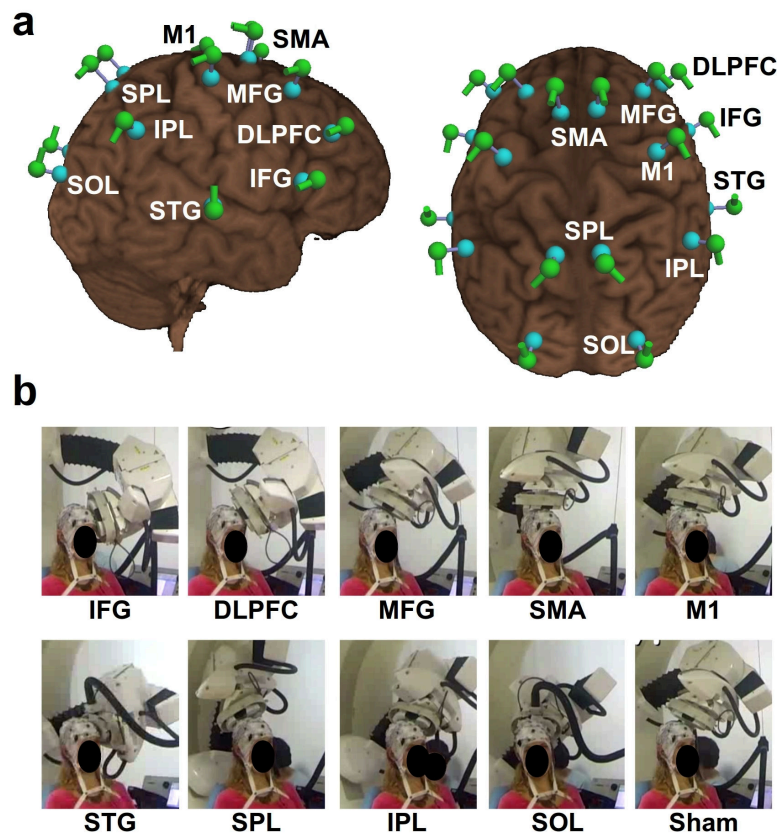 a
M1
SMA
SPL
MFG
IPL
DLPFC
SOL
IFG
STG
DLPFC
MFG
IFG
SMA
M1
STG
SPL
IPL
SOL
b
IFG
DLPFC
MFG
SMA
M1
STG
SPL
IPL
SOL
Sham